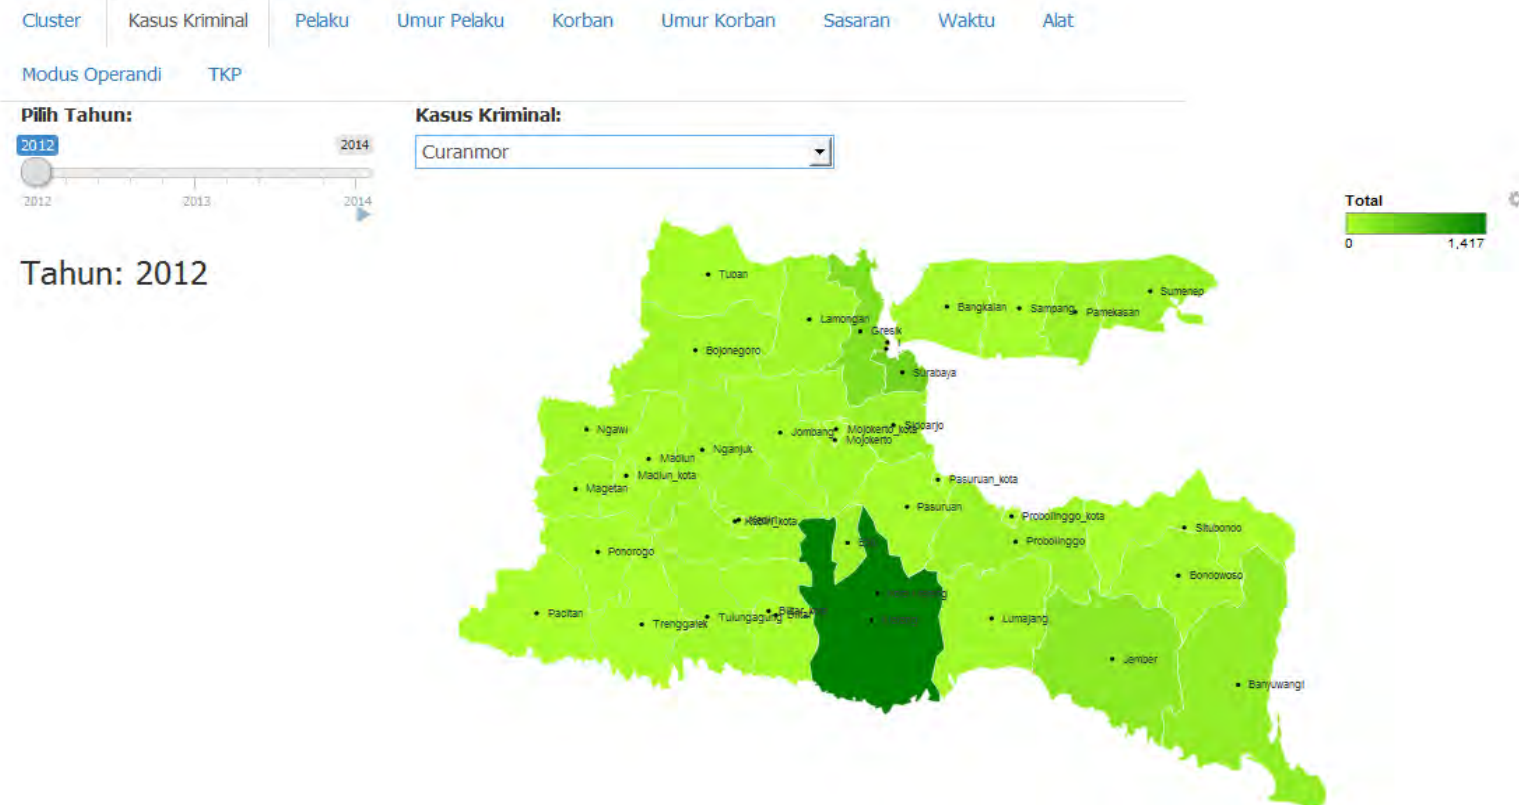 Cluster Kasus Kriminal Pelaku Umur Pelaku Korban Umur Korban Sasaran Waktu Alat
Modus Operandi TKP
Pilih Tahun: Kasus Kriminal:
2012 2014
Curanmor
2012 2013 2014
Total
0 1,417
Tahun: 2012
Tuban
Sumenep
Bangkalan
Sampang
Pamekasan
Lamongan
Gresik
Bojonegoro
Surabaya
Ngawi
Jombang
Mojokerto_kota
Sidoarjo
Mojokerto
Nganjuk
Madiun
Madiun_kota
Magetan
Pasuruan_kota
Pasuruan
Probolinggo_kota
Situbondo
Probolinggo
Ponorogo
Bondowoso
Pacitan
Trenggalek
Tulungagung
Blitar_kota
Blitar
Lumajang
Jember
Banyuwangi